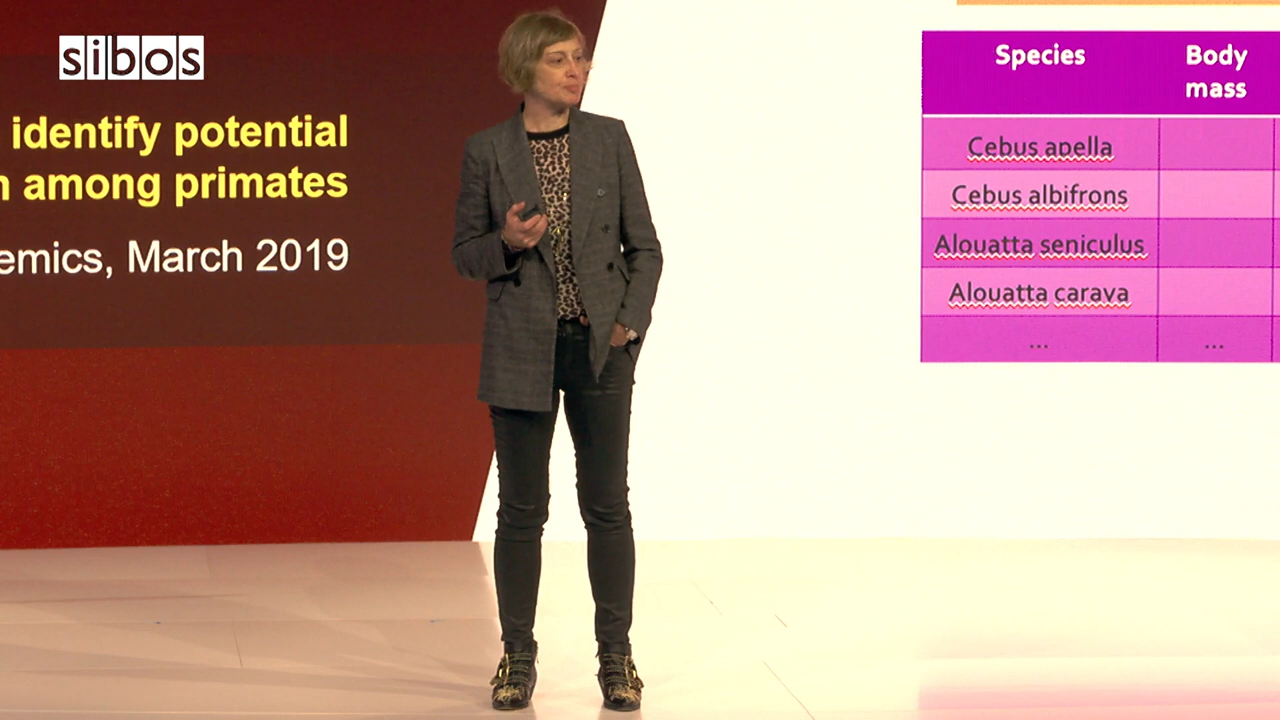 sibos
identify potential
among primates
emics, March 2019
Species
Body
mass
Cebus apella
Cebus albifrons
Alouatta seniculus
Alouatta carava
...
...